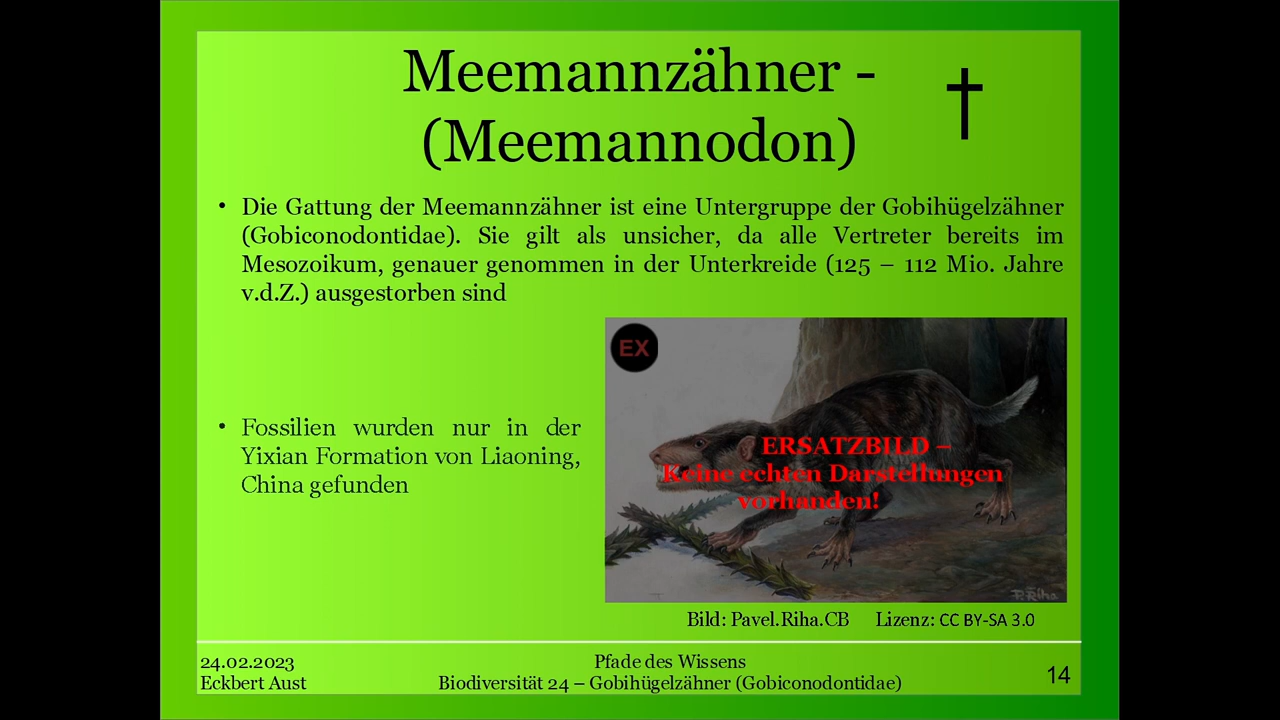 Meemannzähner -
(Meemannodon)
• Die Gattung der Meemannzähner ist eine Untergruppe der Gobihügelzähner
(Gobiconodontidae). Sie gilt als unsicher, da alle Vertreter bereits im
Mesozoikum, genauer genommen in der Unterkreide (125 – 112 Mio. Jahre
v.d.Z.) ausgestorben sind
• Fossilien wurden nur in der
Yixian Formation von Liaoning,
China gefunden
EX
ERSATZBILD –
Keine echten Darstellungen
vorhanden!
P. Říha
Bild: Pavel.Riha.CB Lizenz: CC BY-SA 3.0
24.02.2023
Eckbert Aust
Pfade des Wissens
Biodiversität 24 – Gobihügelzähner (Gobiconodontidae)
14